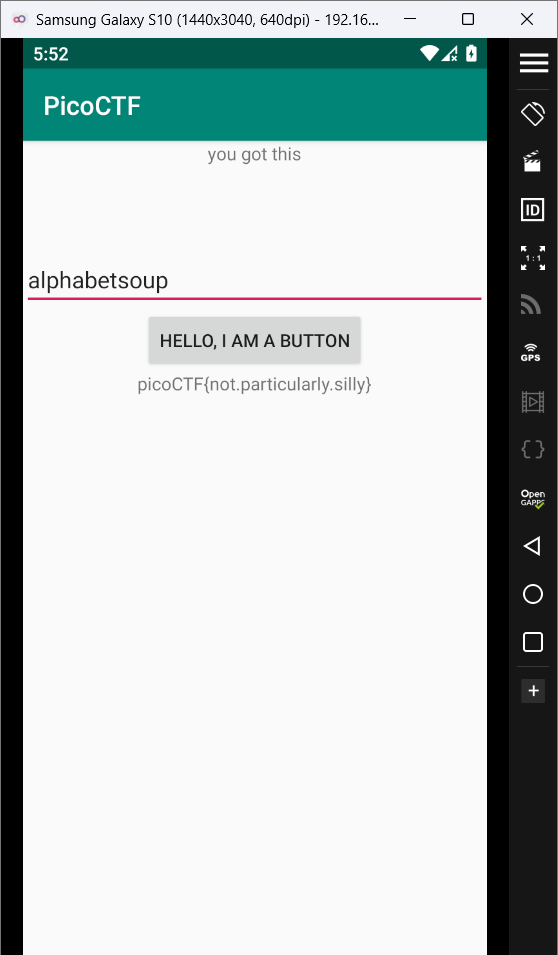 Samsung Galaxy S10 (1440x3040, 640dpi) - 192.16...
5:52
PicoCTF
you got this
alphabetsoup
HELLO, I AM A BUTTON
picoCTF{not.particularly.silly}
ID
1:1
GPS
{}
Open
GAPPS